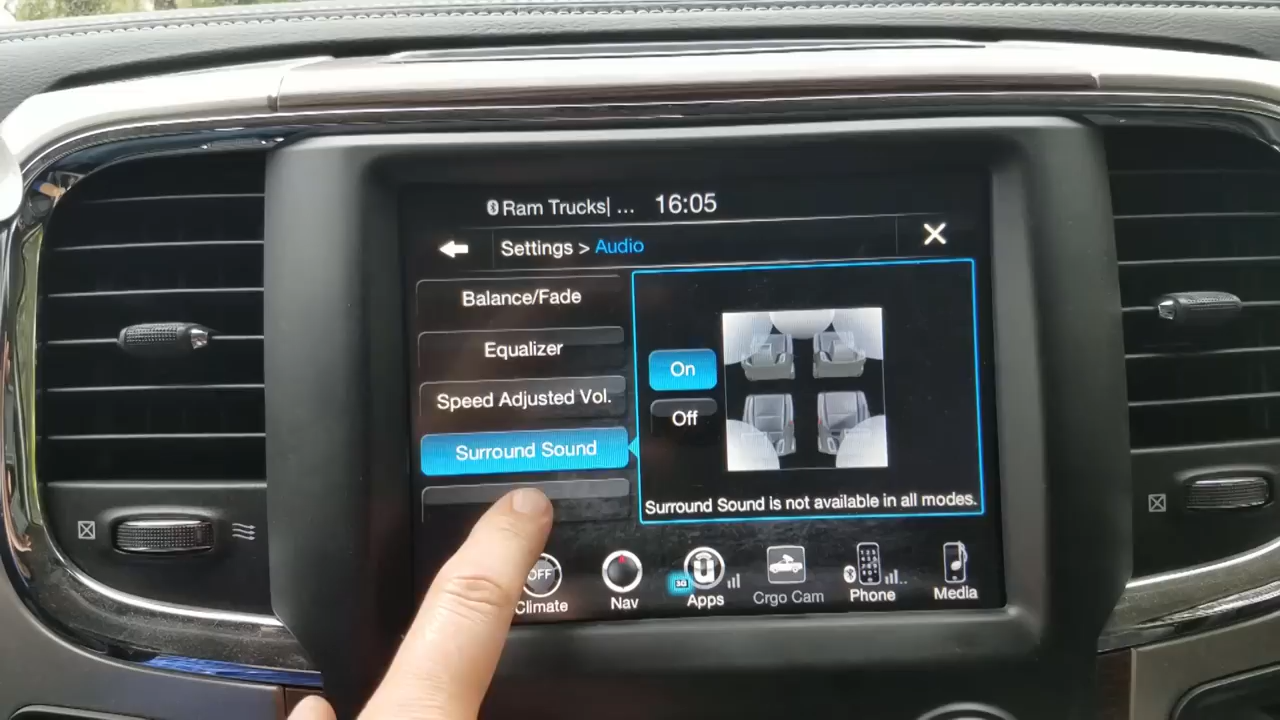 Ram Trucks| ... 16:05
Settings > Audio
Balance/Fade
Equalizer
Speed Adjusted Vol.
Surround Sound
On
Off
Surround Sound is not available in all modes.
OFF
Climate
Nav
3G
Apps
Crgo Cam
Phone
Media